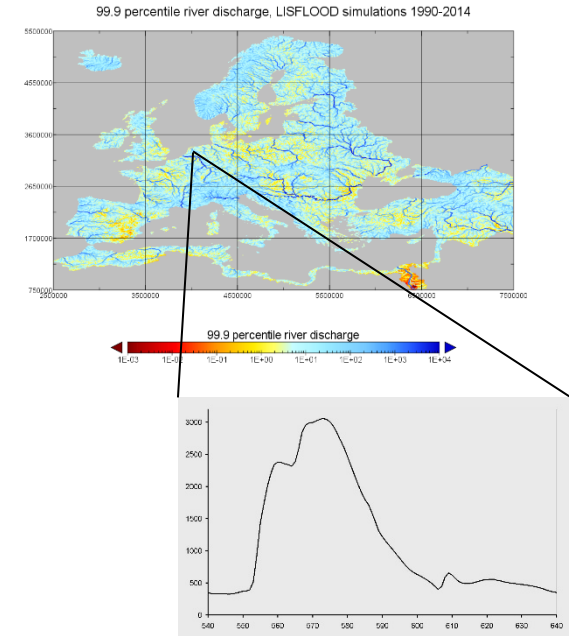 99.9 percentile river discharge, LISFLOOD simulations 1990-2014
5500000
4550000
3600000
2650000
1700000
750000
2500000 3500000 4500000 5500000 6500000 7500000
99.9 percentile river discharge
1E-03 1E-02 1E-01 1E+00 1E+01 1E+02 1E+03 1E+04
3000
2500
2000
1500
1000
500
0
540 550 560 570 580 590 600 610 620 630 640